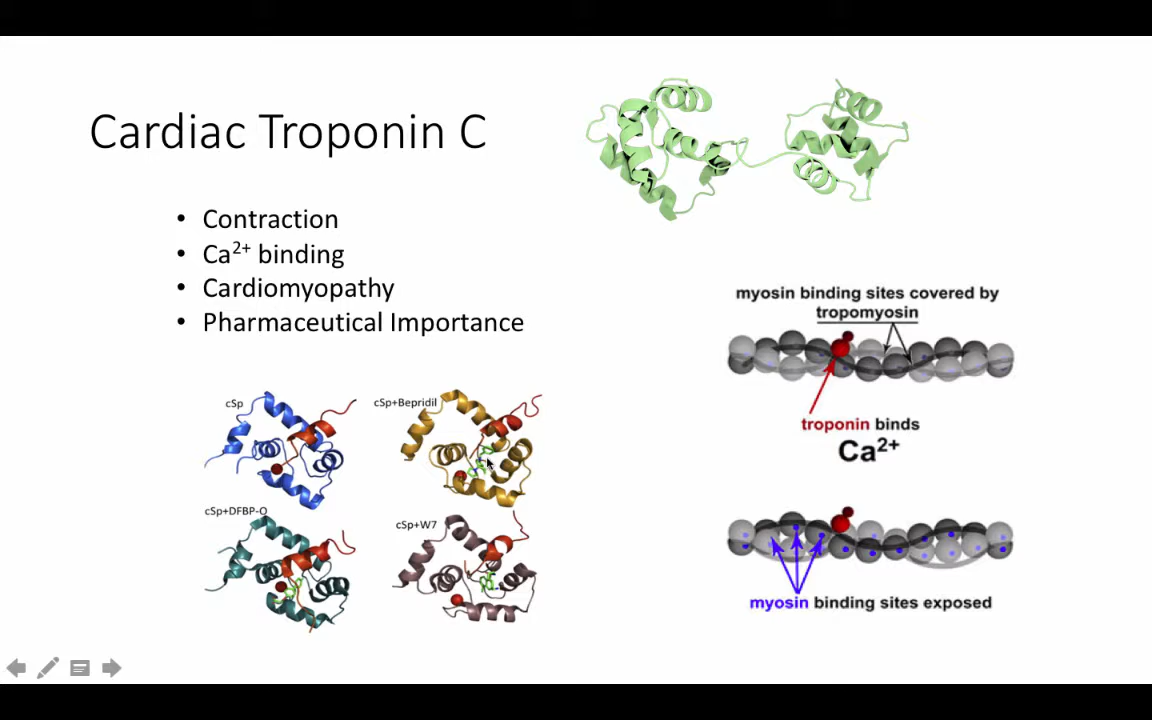 Cardiac Troponin C
• Contraction
• Ca²⁺ binding
• Cardiomyopathy
• Pharmaceutical Importance
cSp
cSp+Bepridil
cSp+DFBP-O
cSp+W7
myosin binding sites covered by
tropomyosin
troponin binds
Ca²⁺
myosin binding sites exposed